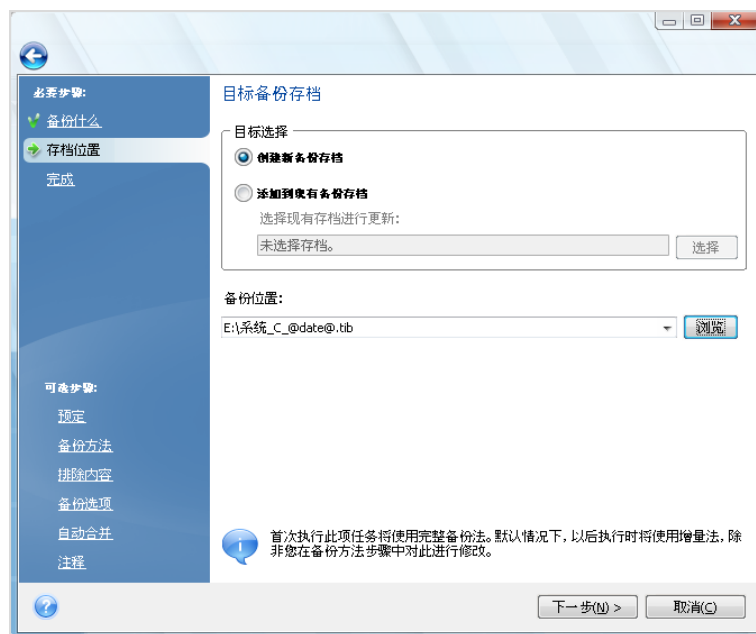 必要步骤:
备份什么
存档位置
完成
可选步骤:
预定
备份方法
排除内容
备份选项
自动合并
注释
目标备份存档
目标选择
创建新备份存档
添加到现有备份存档
选择现有存档进行更新:
未选择存档。
选择
备份位置:
E:\系统_C_@date@.tib
浏览
首次执行此项任务将使用完整备份法。默认情况下，以后执行时将使用增量法，除
非您在备份方法步骤中对此进行修改。
下一步(N) >
取消(C)